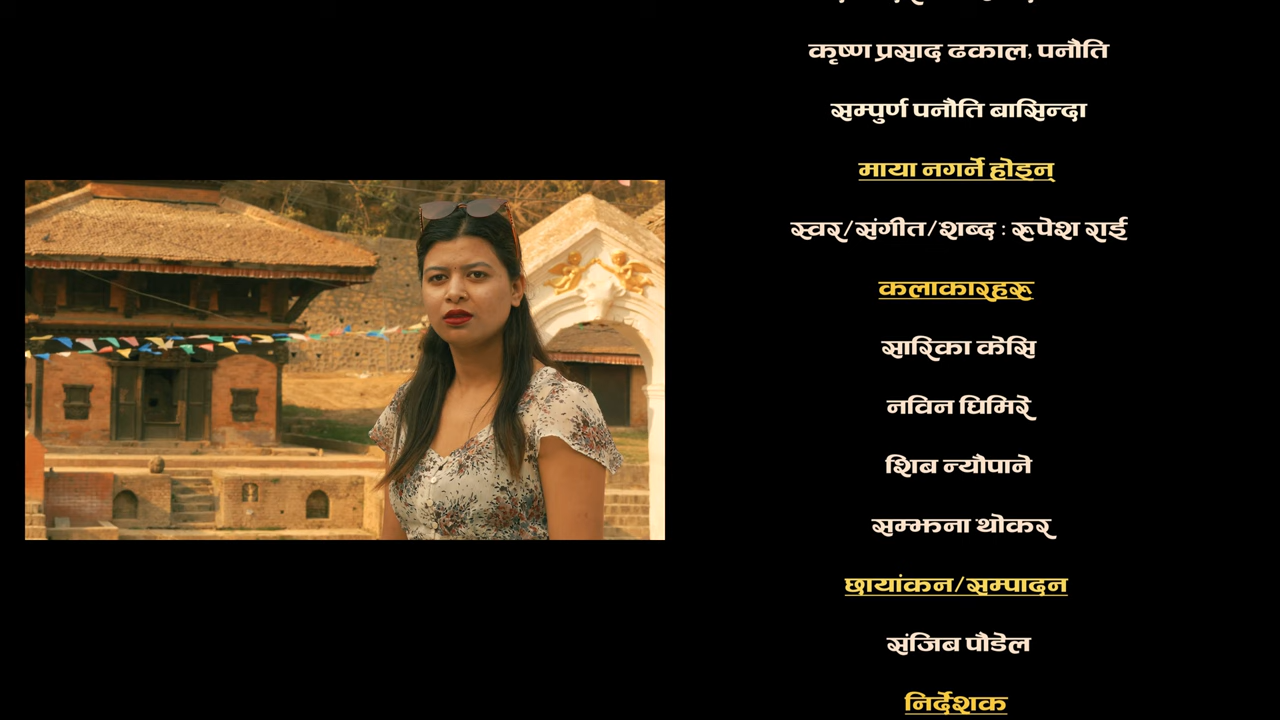 कृष्ण प्रसाद ढकाल, पनौति
सम्पुर्ण पनौति बासिन्दा
माया नगर्ने होइन्
स्वर/संगीत/शब्द : रूपेश राई
कलाकारहरू
सारिका केसि
नविन घिमिरे
शिब न्यौपाने
सम्झना थोकर
छायांकन/सम्पादन
संजिब पौडेल
निर्देशक